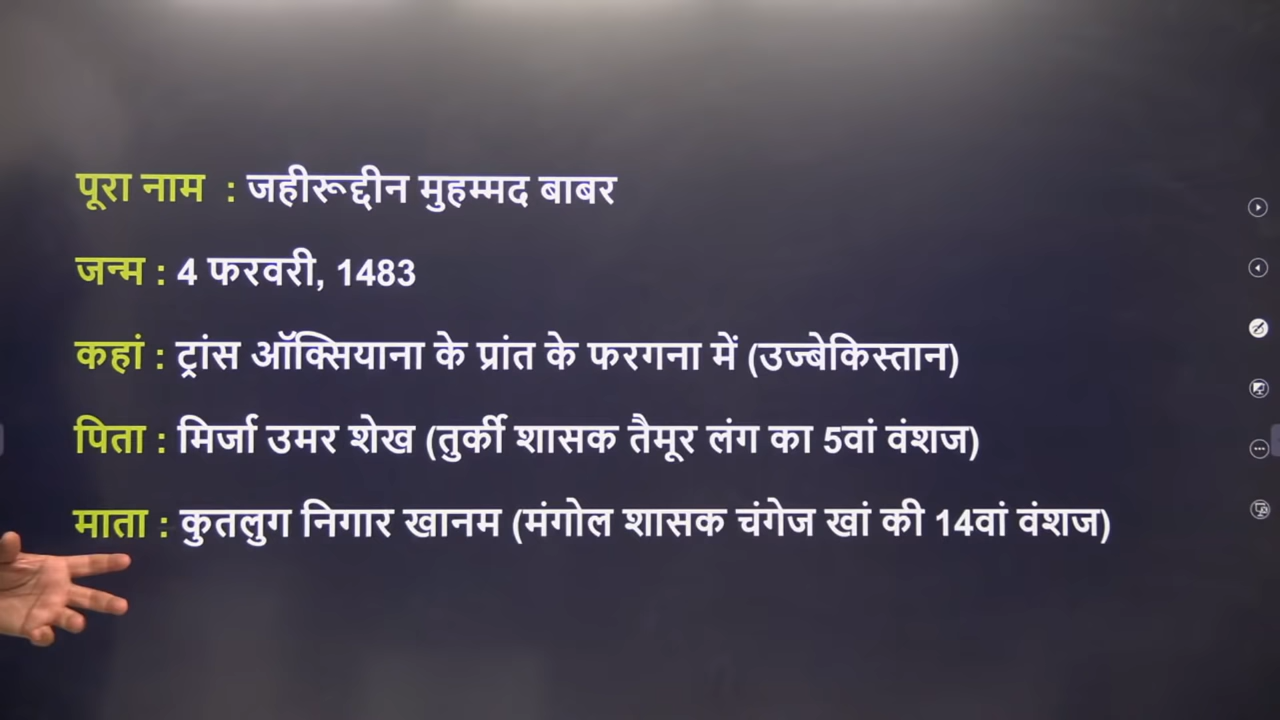 पूरा नाम : जहीरूद्दीन मुहम्मद बाबर
जन्म : 4 फरवरी, 1483
कहां : ट्रांस ऑक्सियाना के प्रांत के फरगना में (उज्बेकिस्तान)
पिता : मिर्जा उमर शेख (तुर्की शासक तैमूर लंग का 5वां वंशज)
माता : कुतलुग निगार खानम (मंगोल शासक चंगेज खां की 14वां वंशज)